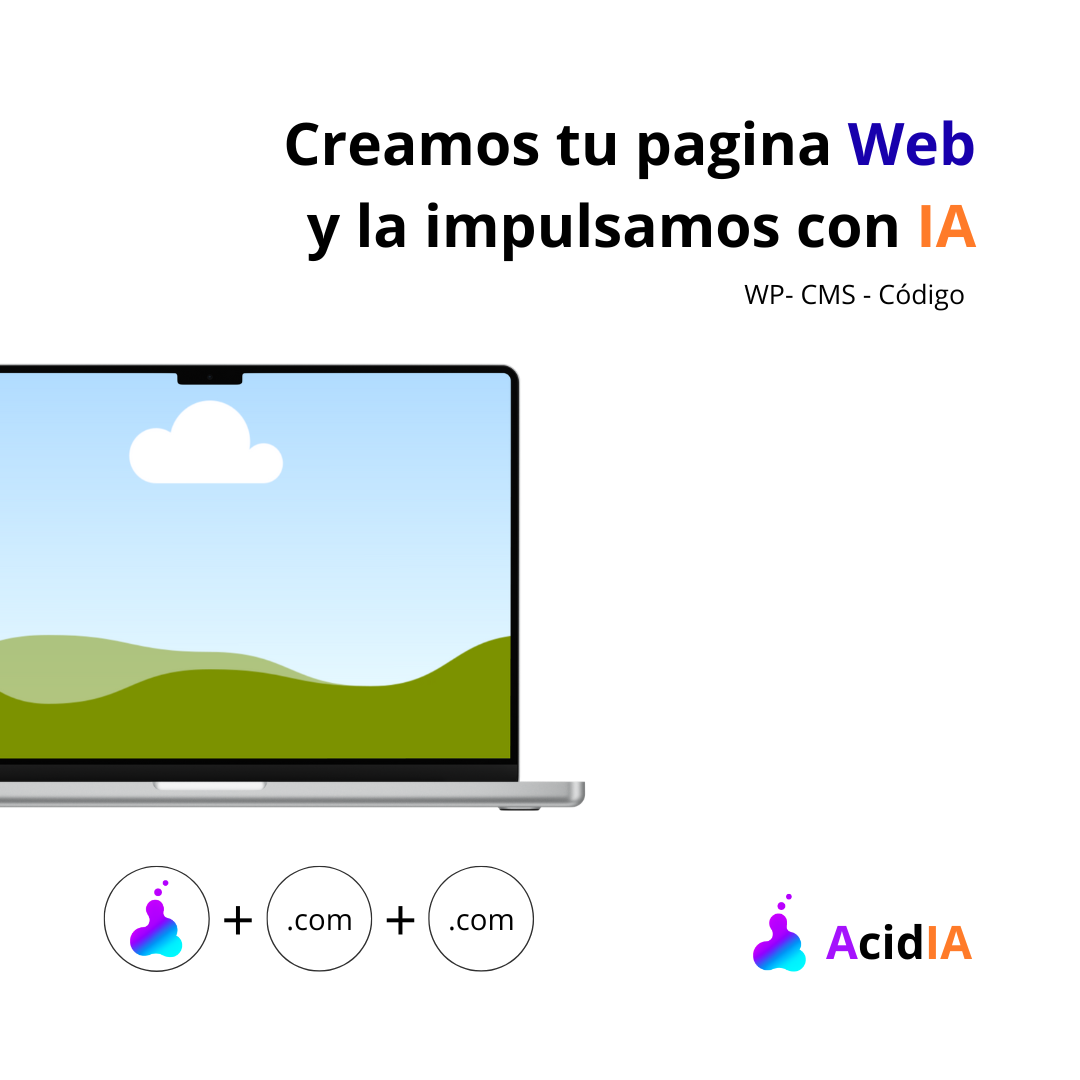 Creamos tu pagina Web
y la impulsamos con IA
WP- CMS - Código
+ .com + .com
AcidIA